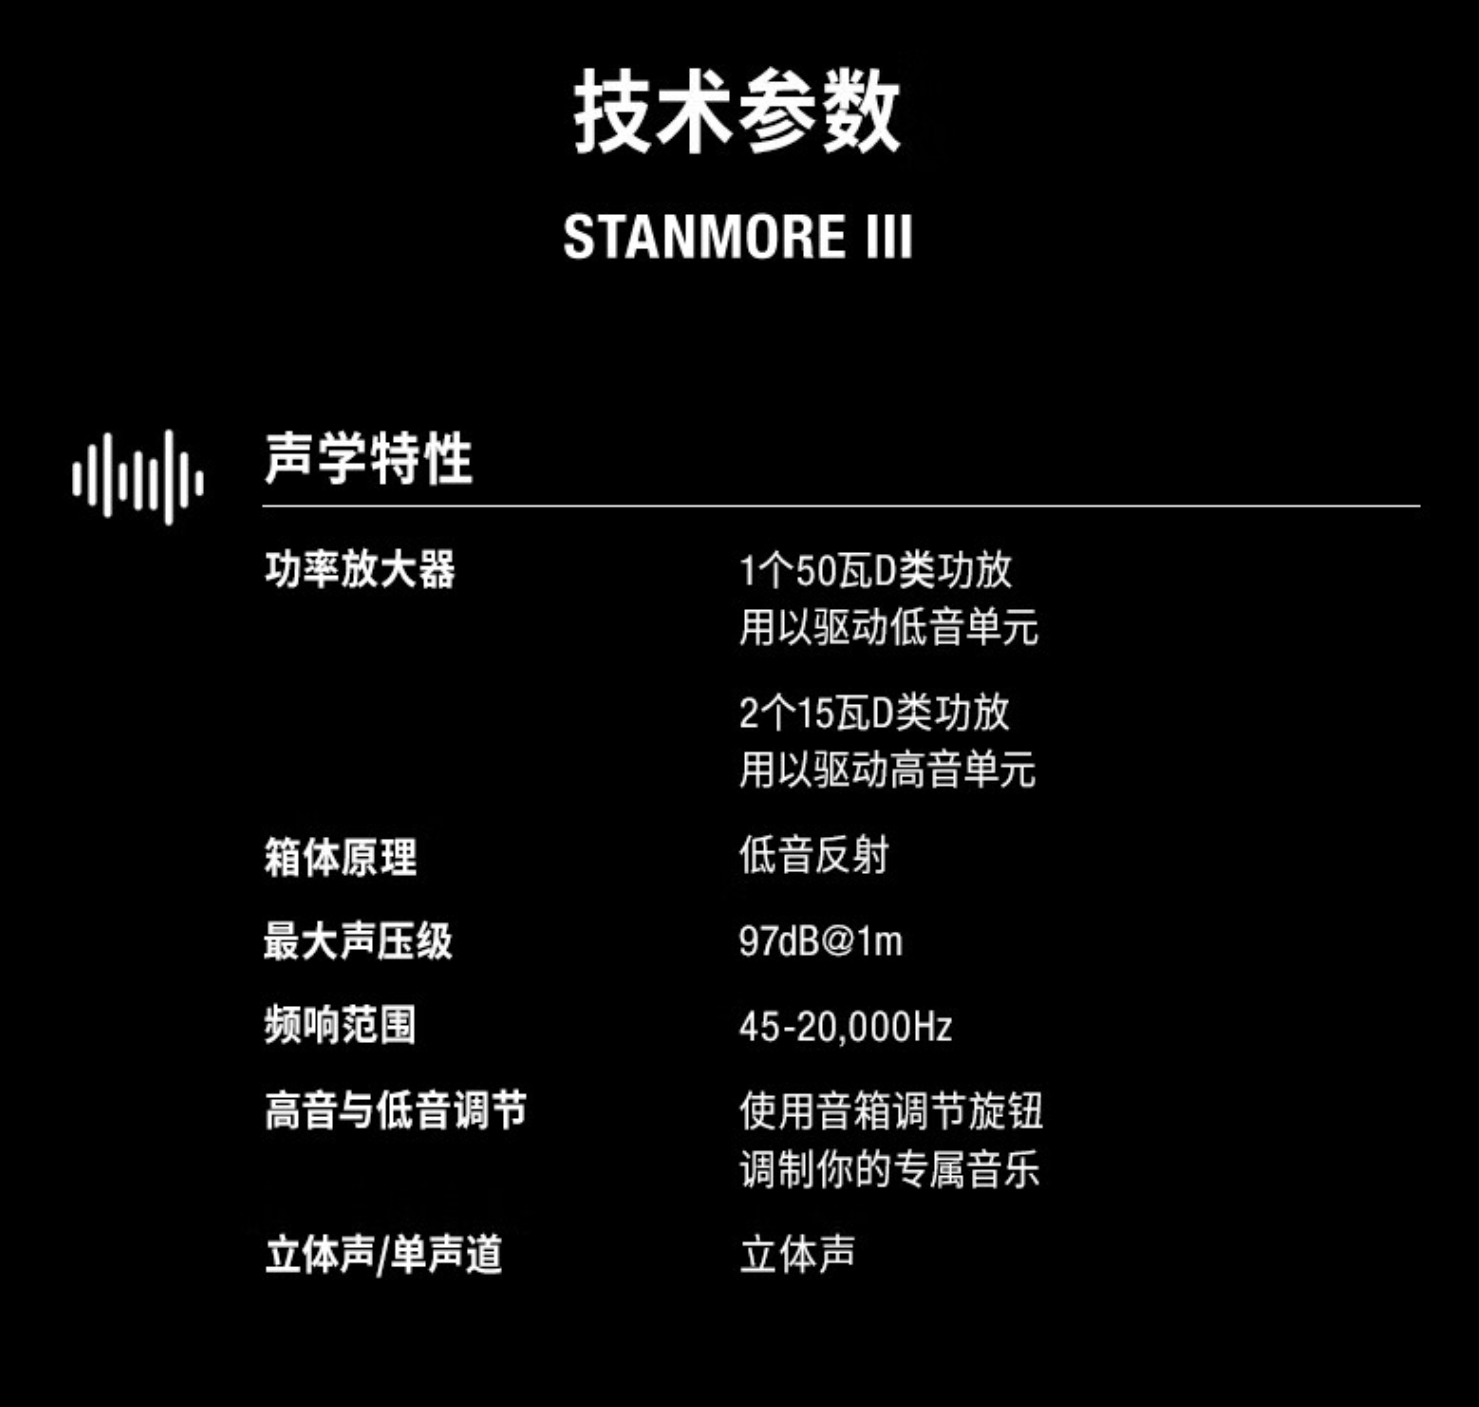 技术参数
STANMORE III
声学特性
功率放大器
1个50瓦D类功放
用以驱动低音单元
2个15瓦D类功放
用以驱动高音单元
箱体原理
低音反射
最大声压级
97dB@1m
频响范围
45-20,000Hz
高音与低音调节
使用音箱调节旋钮
调制你的专属音乐
立体声/单声道
立体声